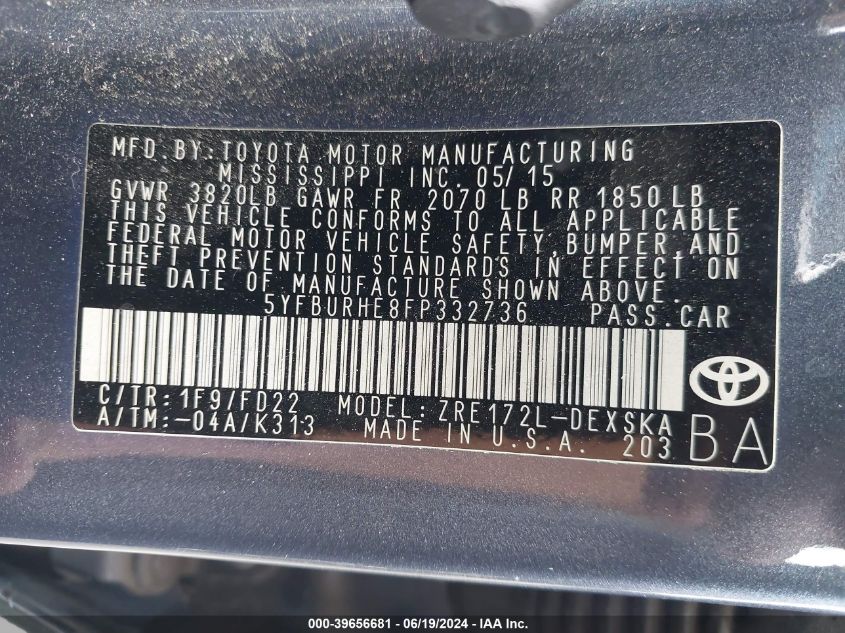 MFD. BY: TOYOTA MOTOR MANUFACTURING
MISSISSIPPI INC. 05/15
GVWR 3820LB GAWR FR 2070 LB RR 1850 LB
THIS VEHICLE CONFORMS TO ALL APPLICABLE
FEDERAL MOTOR VEHICLE SAFETY, BUMPER, AND
THEFT PREVENTION STANDARDS IN EFFECT ON
THE DATE OF MANUFACTURE SHOWN ABOVE.
5YFBURHE8FP332736 PASS. CAR
C/TR: 1F9/FD22 MODEL: ZRE172L-DEXSKA
A/TM: -04A/K313 MADE IN U.S.A. 203
BA
000-39656681 - 06/19/2024 - IAA Inc.